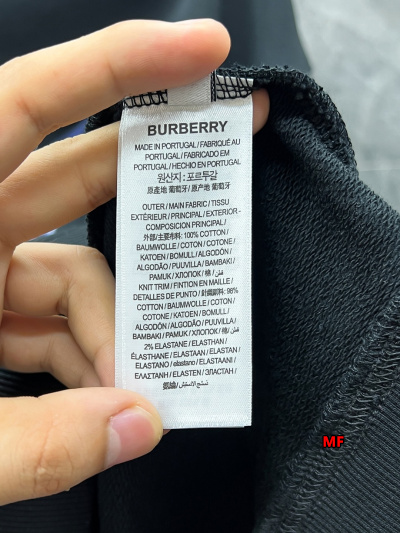 BURBERRY
MADE IN PORTUGAL / FABRIQUÉ AU
PORTUGAL / FABRICADO EM
PORTUGAL / HECHO EN PORTUGAL
원산지 : 포르투갈
原產地 葡萄牙 / 原产地 葡萄牙
OUTER / MAIN FABRIC / TISSU
EXTÉRIEUR / PRINCIPAL / EXTERIOR -
COMPOSICIÓN PRINCIPAL /
外部/主要布料: 100% COTTON /
BAUMWOLLE / COTON / COTONE /
KATOEN / BOMULL / ALGODÓN /
ALGODÃO / PUUVILLA / BAMBAKI /
PAMUK / ХЛОПОК / 棉 / قطن
KNIT TRIM / FINITION EN MAILLE /
DETALLES DE PUNTO / 針織邊: 98%
COTTON / BAUMWOLLE / COTON /
COTONE / KATOEN / BOMULL /
ALGODÓN / ALGODÃO / PUUVILLA /
BAMBAKI / PAMUK / ХЛОПОК / 棉 / قطن
2% ELASTANE / ELASTHAN /
ÉLASTHANNE / ELASTAAN / ELASTAN /
ELASTANO / elastano / ELASTAANI /
ΕΛΑΣΤΑΝΗ / ELASTEN / ЭЛАСТАН /
MF